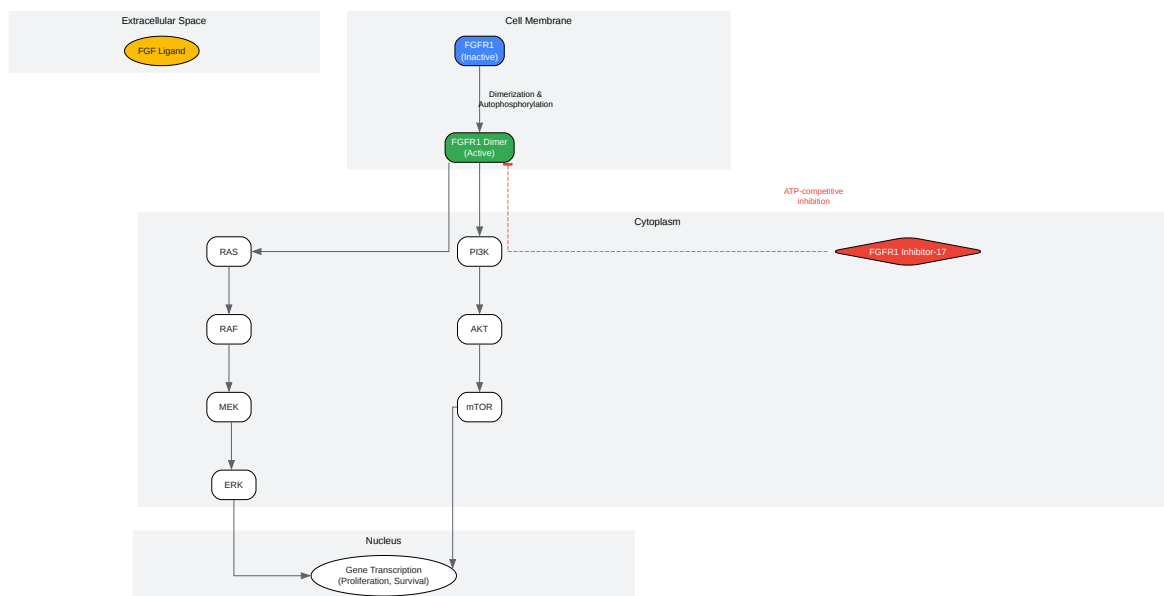 Extracellular Space
FGF Ligand
Cell Membrane
FGFR1
(Inactive)
Dimerization &
Autophosphorylation
FGFR1 Dimer
(Active)
ATP-competitive
inhibition
Cytoplasm
RAS
PI3K
FGFR1 Inhibitor-17
RAF
AKT
MEK
mTOR
ERK
Nucleus
Gene Transcription
(Proliferation, Survival)